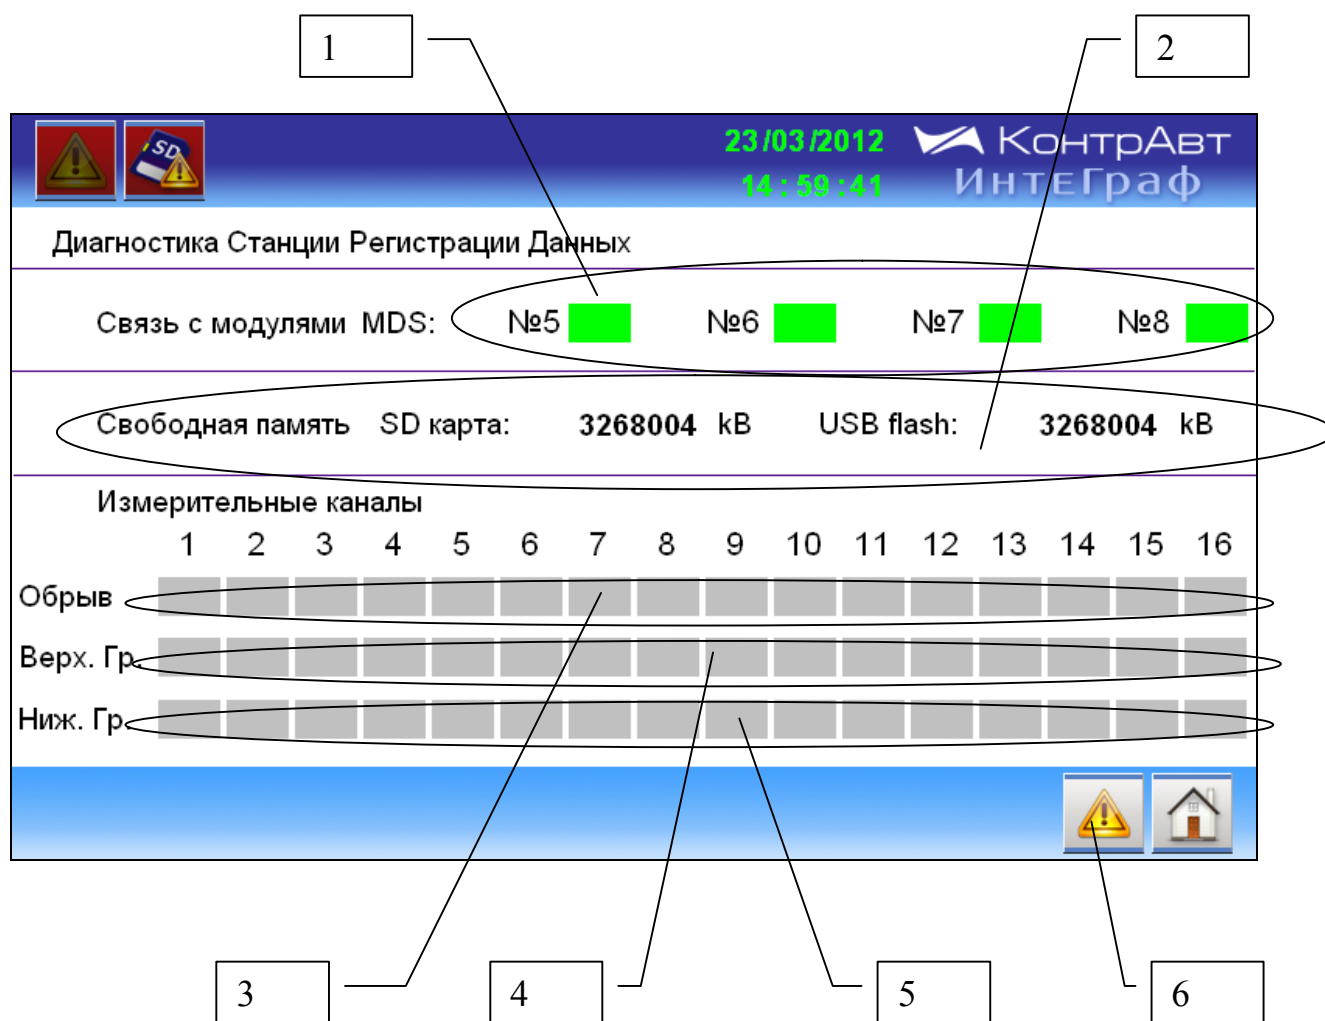 1 2
SD 23/03/2012 КонтрАвт
14:59:41 ИнтеГраф
Диагностика Станции Регистрации Данных
Связь с модулями MDS: №5 №6 №7 №8
Свободная память SD карта: 3268004 kB USB flash: 3268004 kB
Измерительные каналы
1 2 3 4 5 6 7 8 9 10 11 12 13 14 15 16
Обрыв
Верх. Гр.
Ниж. Гр.
3 4 5 6